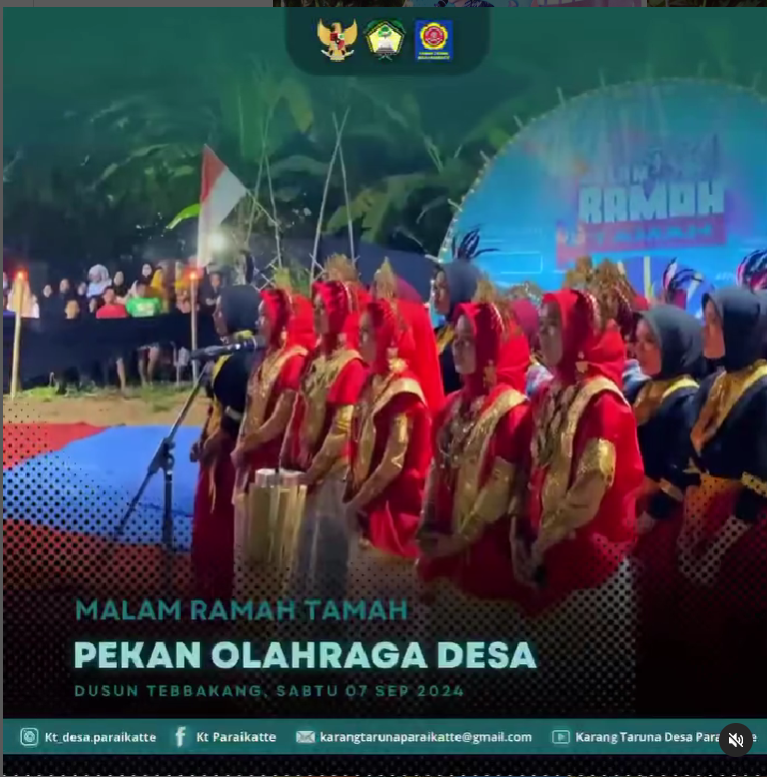 RAMAH
MALAM RAMAH TAMAH
PEKAN OLAHRAGA DESA
DUSUN TEBBAKANG, SABTU 07 SEP 2024
Kt_desa.paraikatte Kt Paraikatte karangtarunaparaikatte@gmail.com Karang Taruna Desa